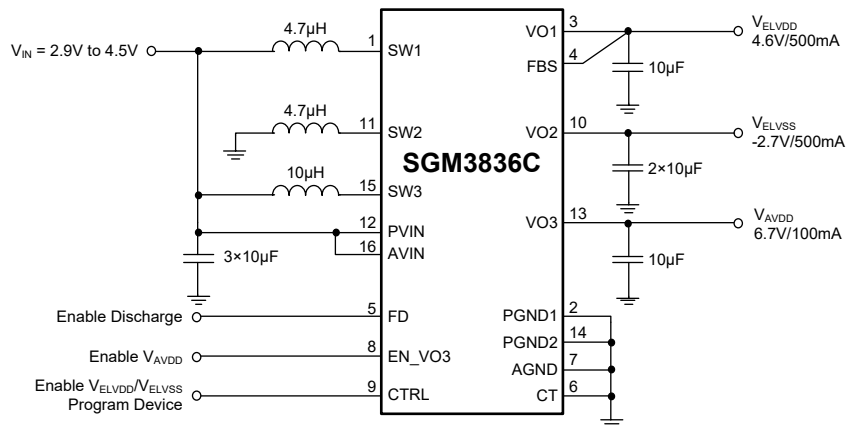 V_IN = 2.9V to 4.5V
4.7μH
1
SW1
4.7μH
11
SW2
10μH
15
SW3
12
PVIN
16
AVIN
3×10μF
Enable Discharge
5
FD
Enable V_AVDD
8
EN_VO3
Enable V_ELVDD/V_ELVSS
Program Device
9
CTRL
SGM3836C
VO1
3
V_ELVDD
4.6V/500mA
FBS
4
10μF
VO2
10
V_ELVSS
-2.7V/500mA
2×10μF
VO3
13
V_AVDD
6.7V/100mA
10μF
PGND1
2
PGND2
14
AGND
7
CT
6